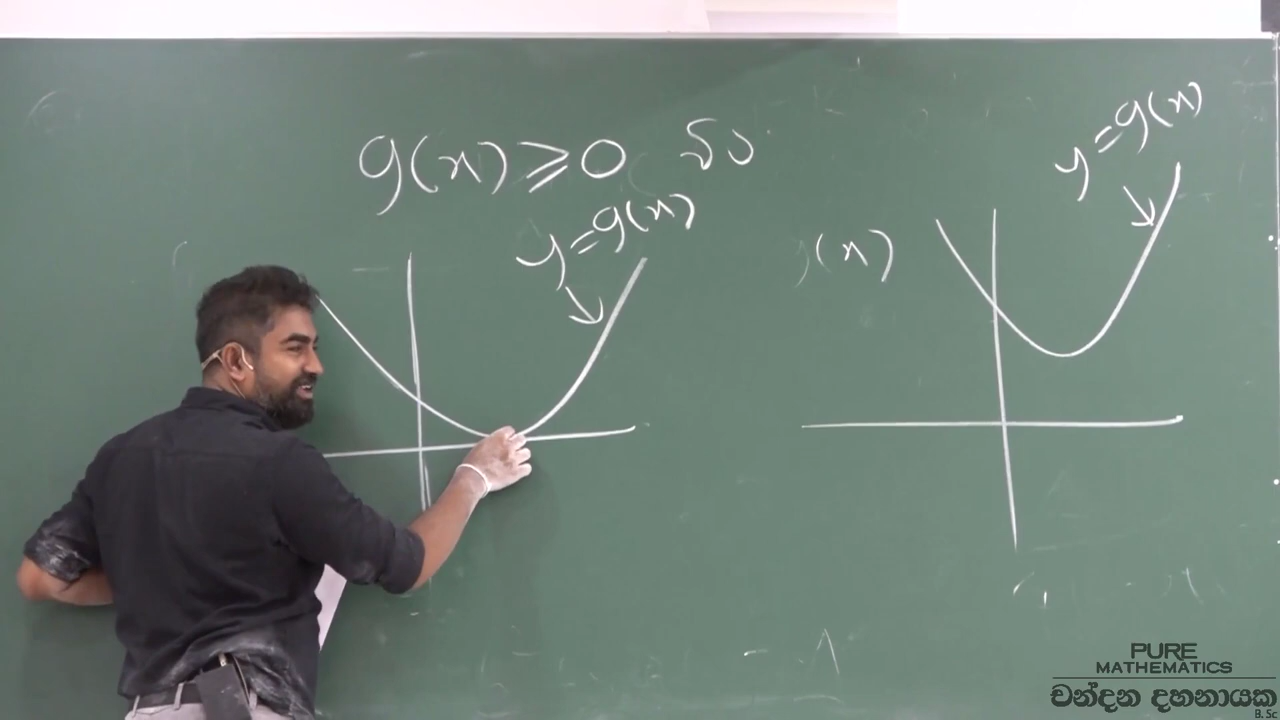 g(x) ≥ 0
y = g(x)
(x)
y = g(x)
PURE
MATHEMATICS
චන්දන දහනායක
B. Sc